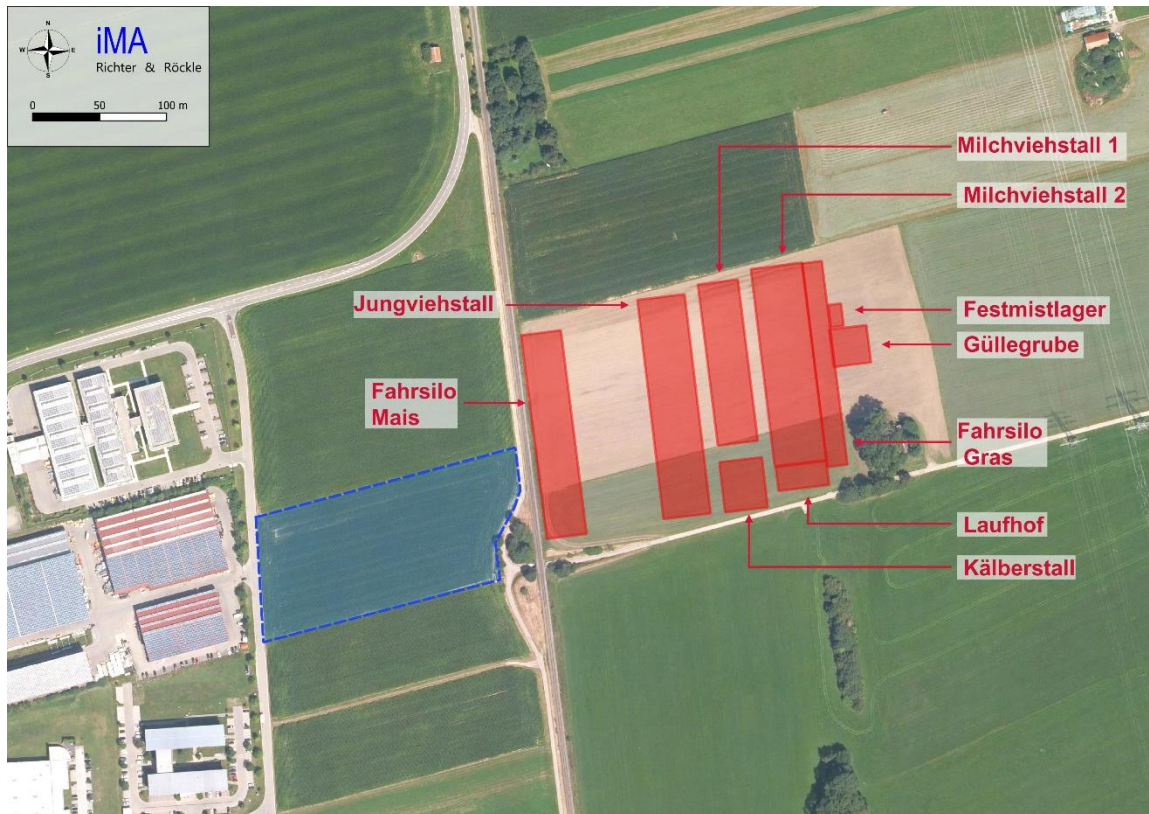 N
W E
S
iMA
Richter & Röckle
0 50 100 m
Milchviehstall 1
Milchviehstall 2
Jungviehstall
Festmistlager
Güllegrube
Fahrsilo
Mais
Fahrsilo
Gras
Laufhof
Kälberstall